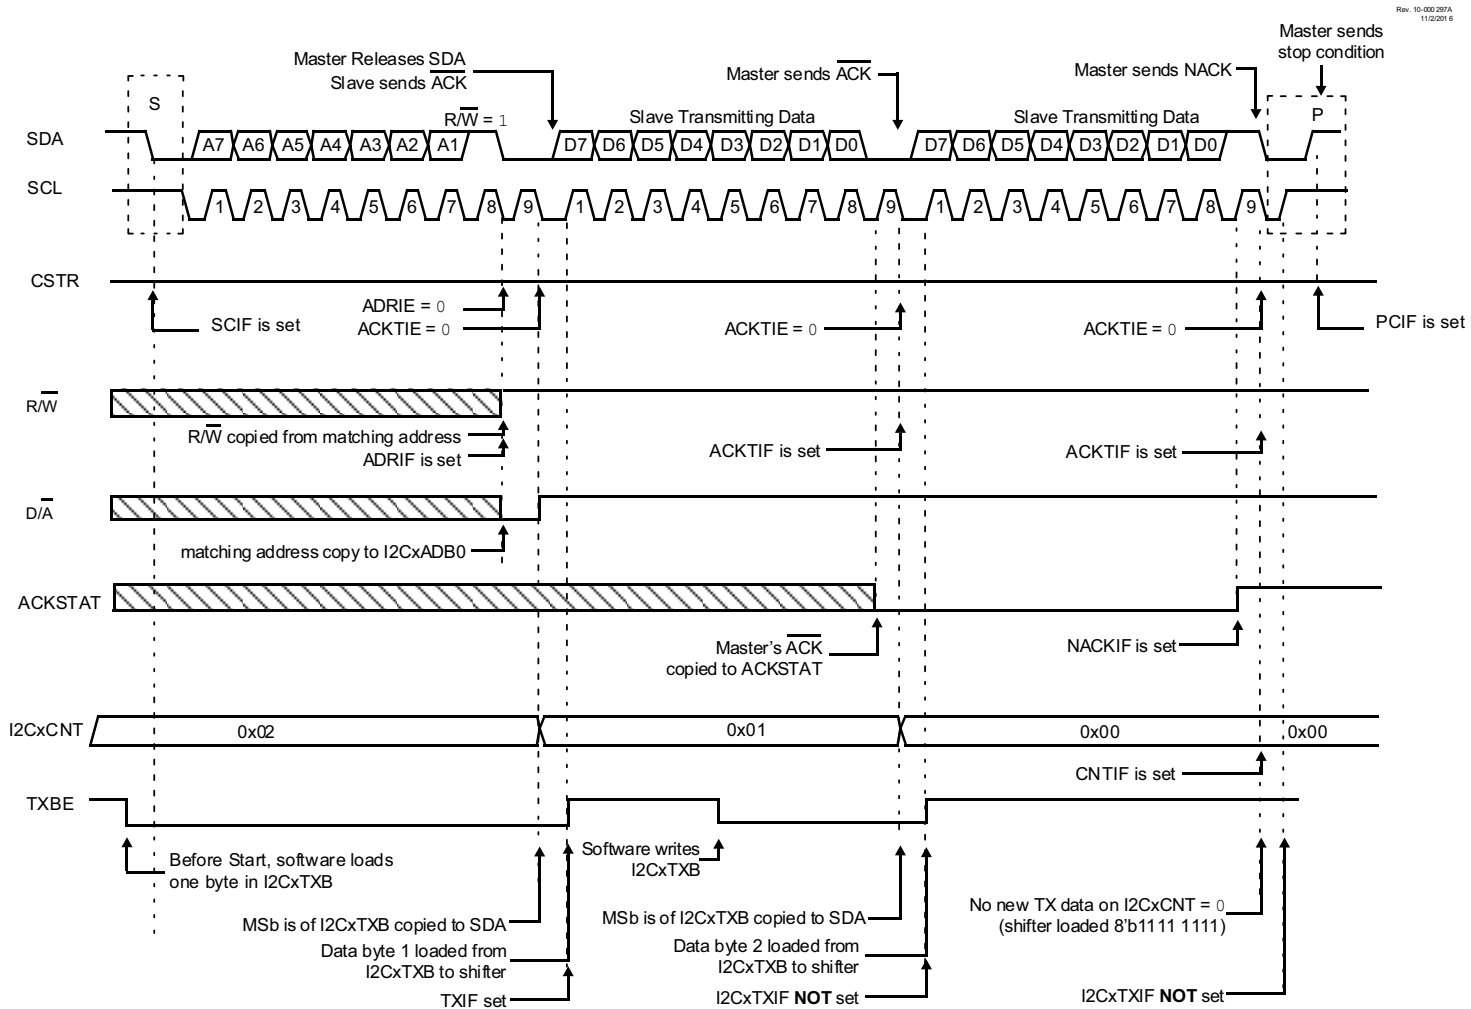 Rev. 10-000297A
11/2/2016
Master sends
stop condition
Master Releases SDA
Slave sends ACK
Master sends ACK
Master sends NACK
S
R/W = 1
Slave Transmitting Data
Slave Transmitting Data
P
SDA
A7 A6 A5 A4 A3 A2 A1 D7 D6 D5 D4 D3 D2 D1 D0 D7 D6 D5 D4 D3 D2 D1 D0
SCL
1 2 3 4 5 6 7 8 9 1 2 3 4 5 6 7 8 9 1 2 3 4 5 6 7 8 9
CSTR
SCIF is set
ADRIE = 0
ACKTIE = 0
ACKTIE = 0
ACKTIE = 0
PCIF is set
R/W
R/W copied from matching address
ADRIF is set
ACKTIF is set
ACKTIF is set
D/A
matching address copy to I2CxADB0
ACKSTAT
Master's ACK
copied to ACKSTAT
NACKIF is set
I2CxCNT
0x02 0x01 0x00 0x00
CNTIF is set
TXBE
Before Start, software loads
one byte in I2CxTXB
Software writes
I2CxTXB
MSb is of I2CxTXB copied to SDA
Data byte 1 loaded from
I2CxTXB to shifter
TXIF set
MSb is of I2CxTXB copied to SDA
Data byte 2 loaded from
I2CxTXB to shifter
I2CxTXIF NOT set
No new TX data on I2CxCNT = 0
(shifter loaded 8'b1111 1111)
I2CxTXIF NOT set